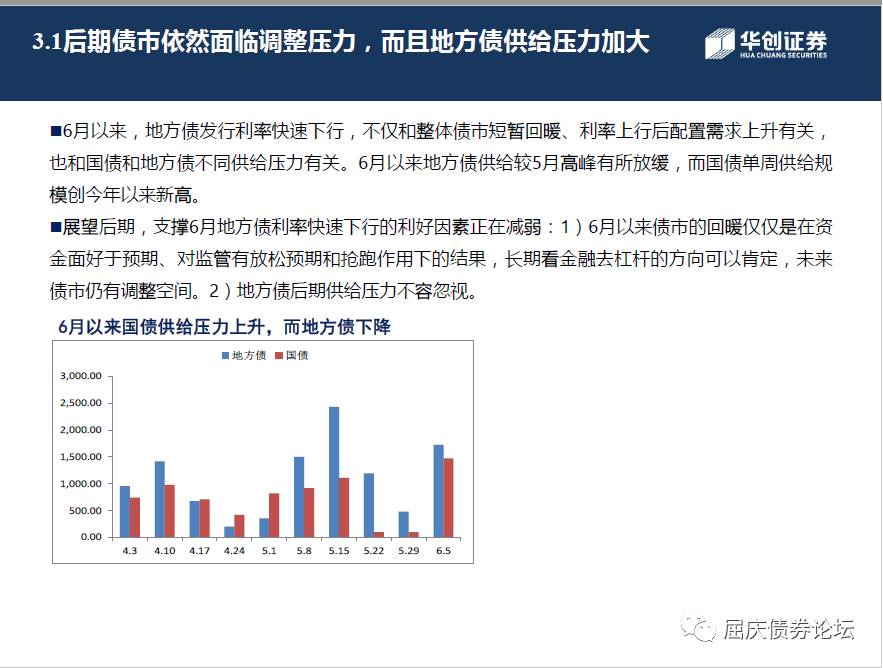 3.1后期债市依然面临调整压力，而且地方债供给压力加大
华创证券
HUA CHUANG SECURITIES
■6月以来，地方债发行利率快速下行，不仅和整体债市短暂回暖、利率上行后配置需求上升有关，
也和国债和地方债不同供给压力有关。6月以来地方债供给较5月高峰有所放缓，而国债单周供给规
模创今年以来新高。
■展望后期，支撑6月地方债利率快速下行的利好因素正在减弱：1）6月以来债市的回暖仅仅是在资
金面好于预期、对监管有放松预期和抢跑作用下的结果，长期看金融去杠杆的方向可以肯定，未来
债市仍有调整空间。2）地方债后期供给压力不容忽视。
6月以来国债供给压力上升，而地方债下降
地方债 国债
3,000.00
2,500.00
2,000.00
1,500.00
1,000.00
500.00
0.00
4.3 4.10 4.17 4.24 5.1 5.8 5.15 5.22 5.29 6.5
屈庆债券论坛